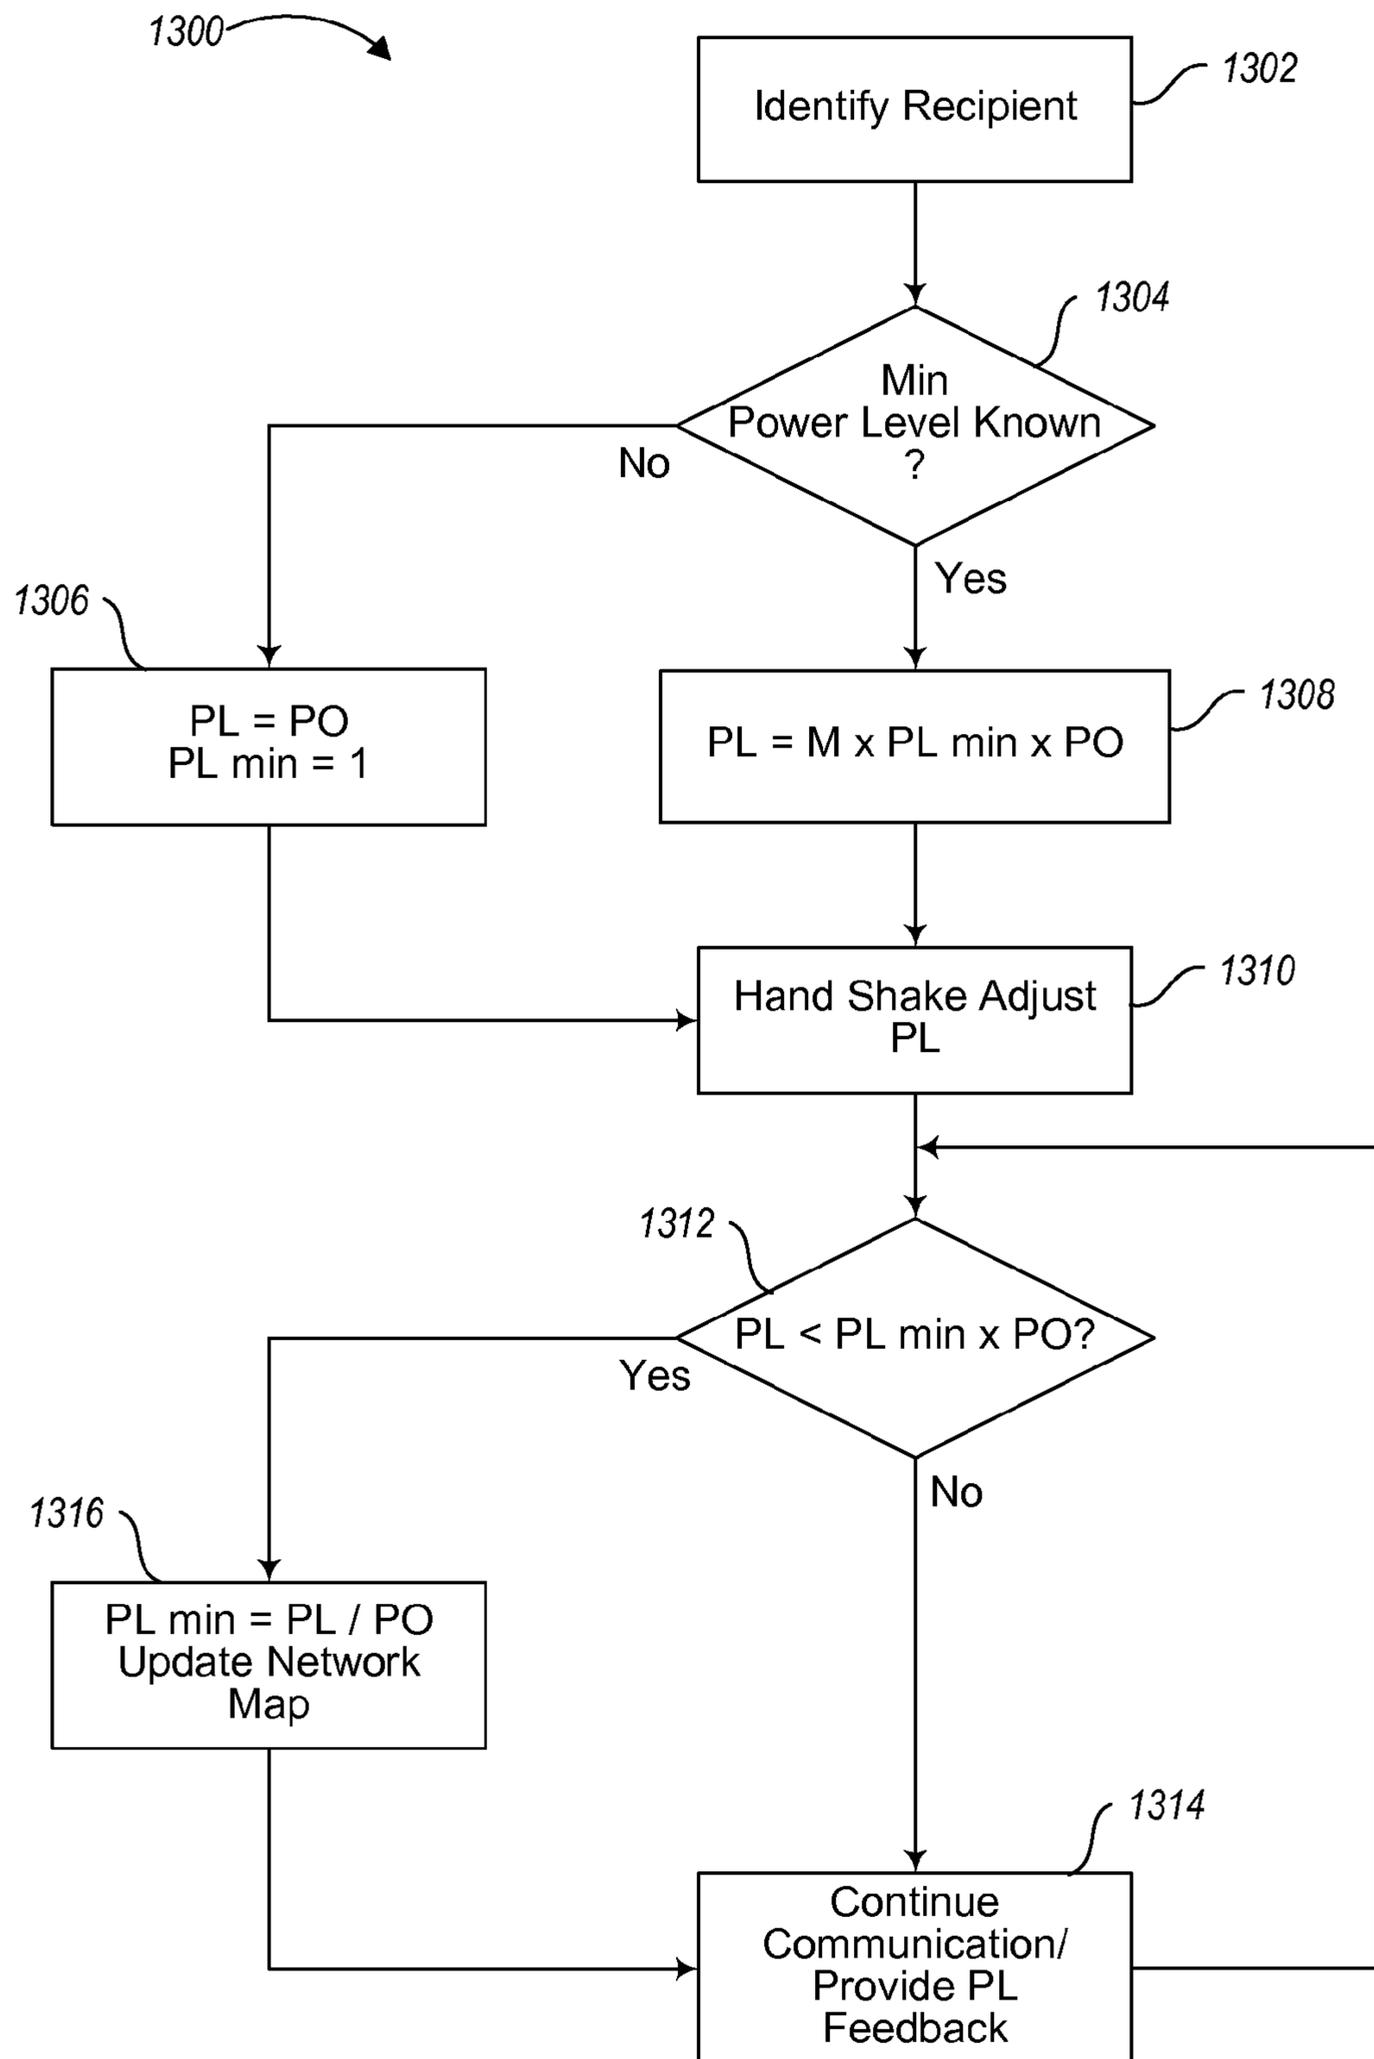 1300
Identify Recipient
1302
1304
Min
Power Level Known
?
No
Yes
1306
PL = PO
PL min = 1
PL = M x PL min x PO
1308
Hand Shake Adjust
PL
1310
1312
PL < PL min x PO?
Yes
No
1316
PL min = PL / PO
Update Network
Map
1314
Continue
Communication/
Provide PL
Feedback